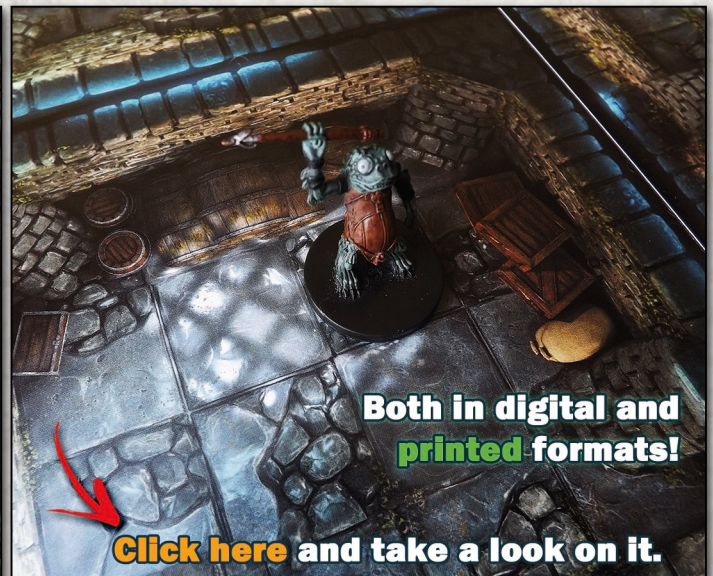 Both in digital and
printed formats!
Click here and take a look on it.